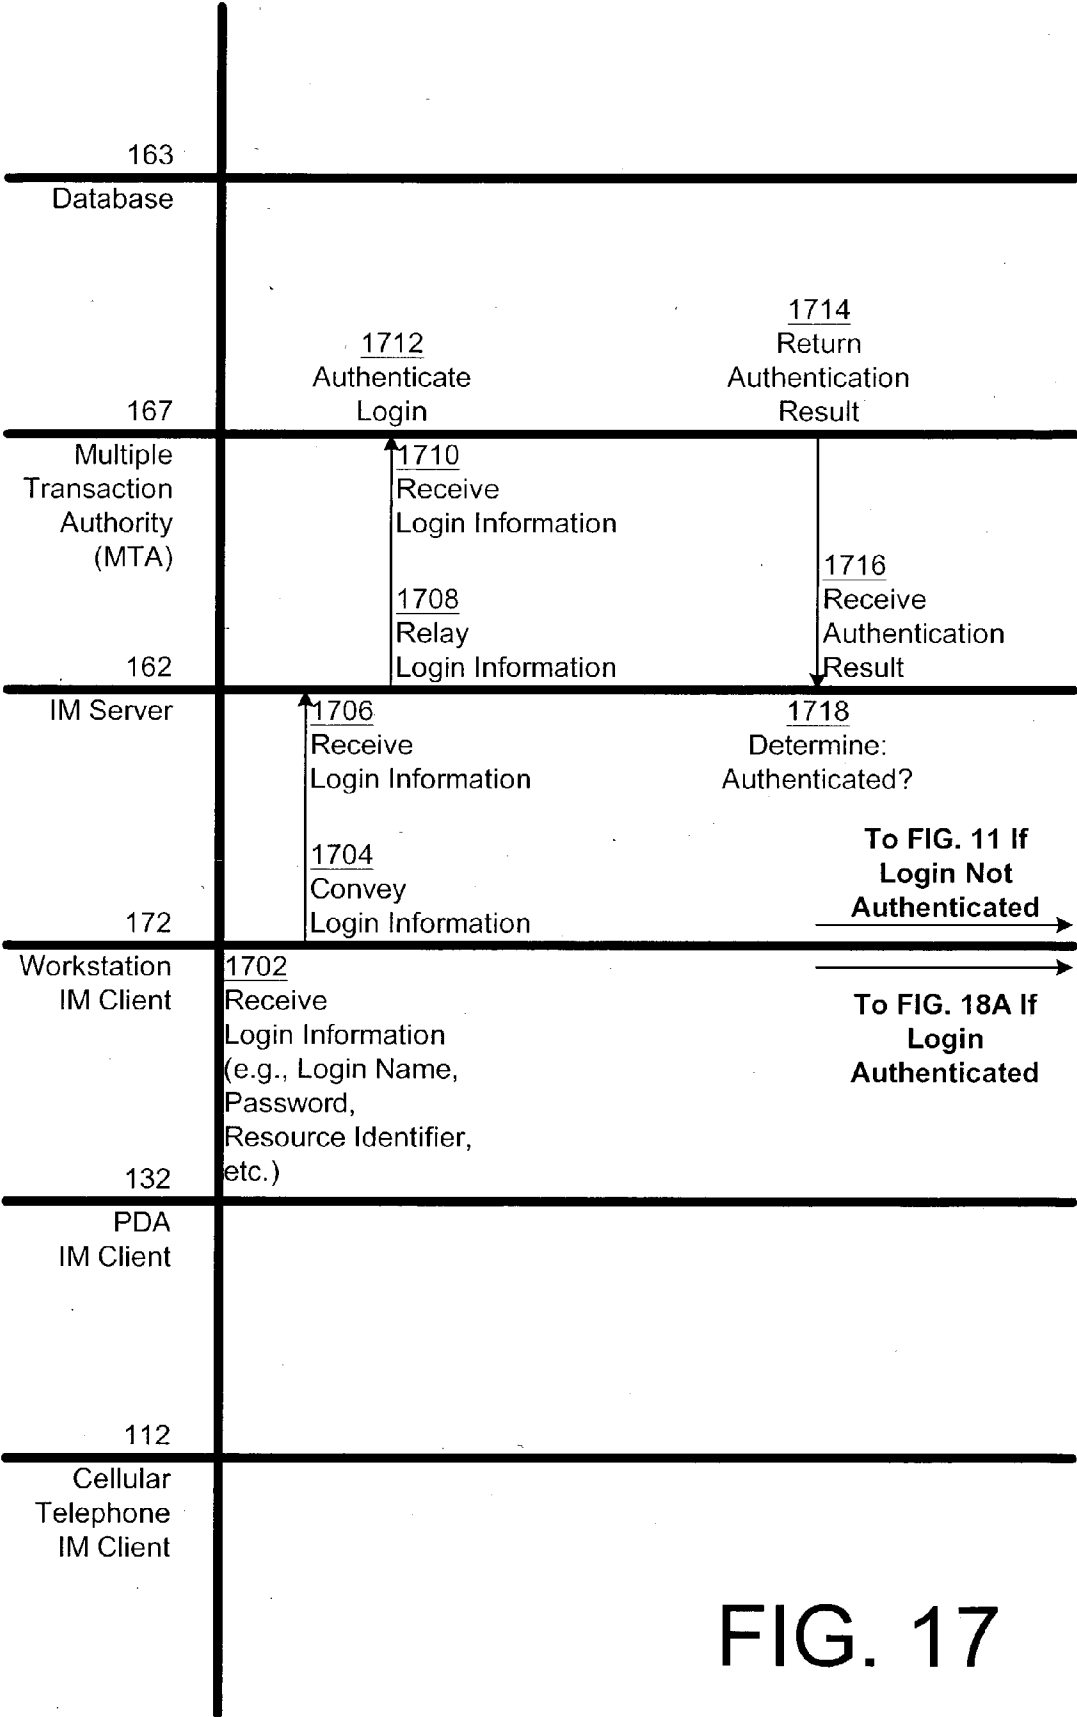 163
Database
1714
Return
Authentication
Result
1712
Authenticate
Login
167
Multiple
Transaction
Authority
(MTA)
1710
Receive
Login Information
1716
Receive
Authentication
Result
1708
Relay
Login Information
162
IM Server
1706
Receive
Login Information
1718
Determine:
Authenticated?
1704
Convey
Login Information
To FIG. 11 If
Login Not
Authenticated
172
Workstation
IM Client
1702
Receive
Login Information
(e.g., Login Name,
Password,
Resource Identifier,
etc.)
To FIG. 18A If
Login
Authenticated
132
PDA
IM Client
112
Cellular
Telephone
IM Client
FIG. 17